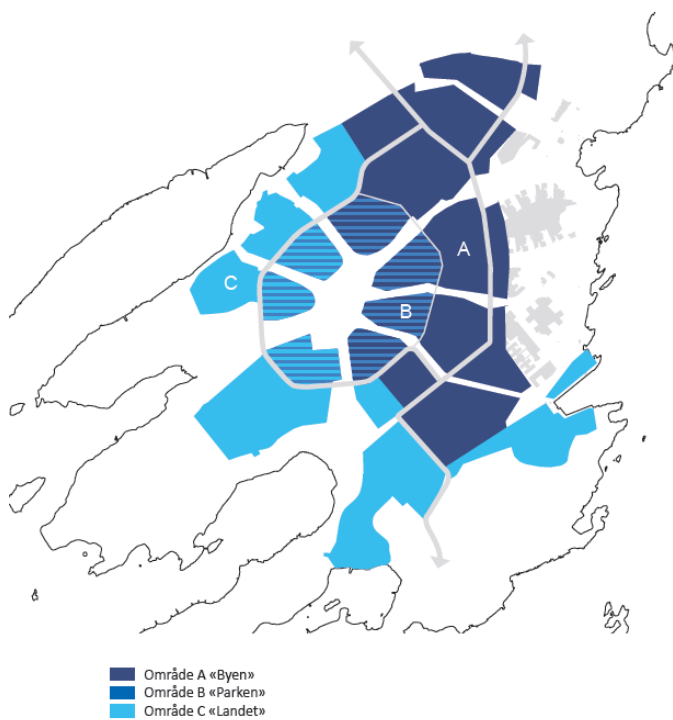 A
C
B
Område A «Byen»
Område B «Parken»
Område C «Landet»